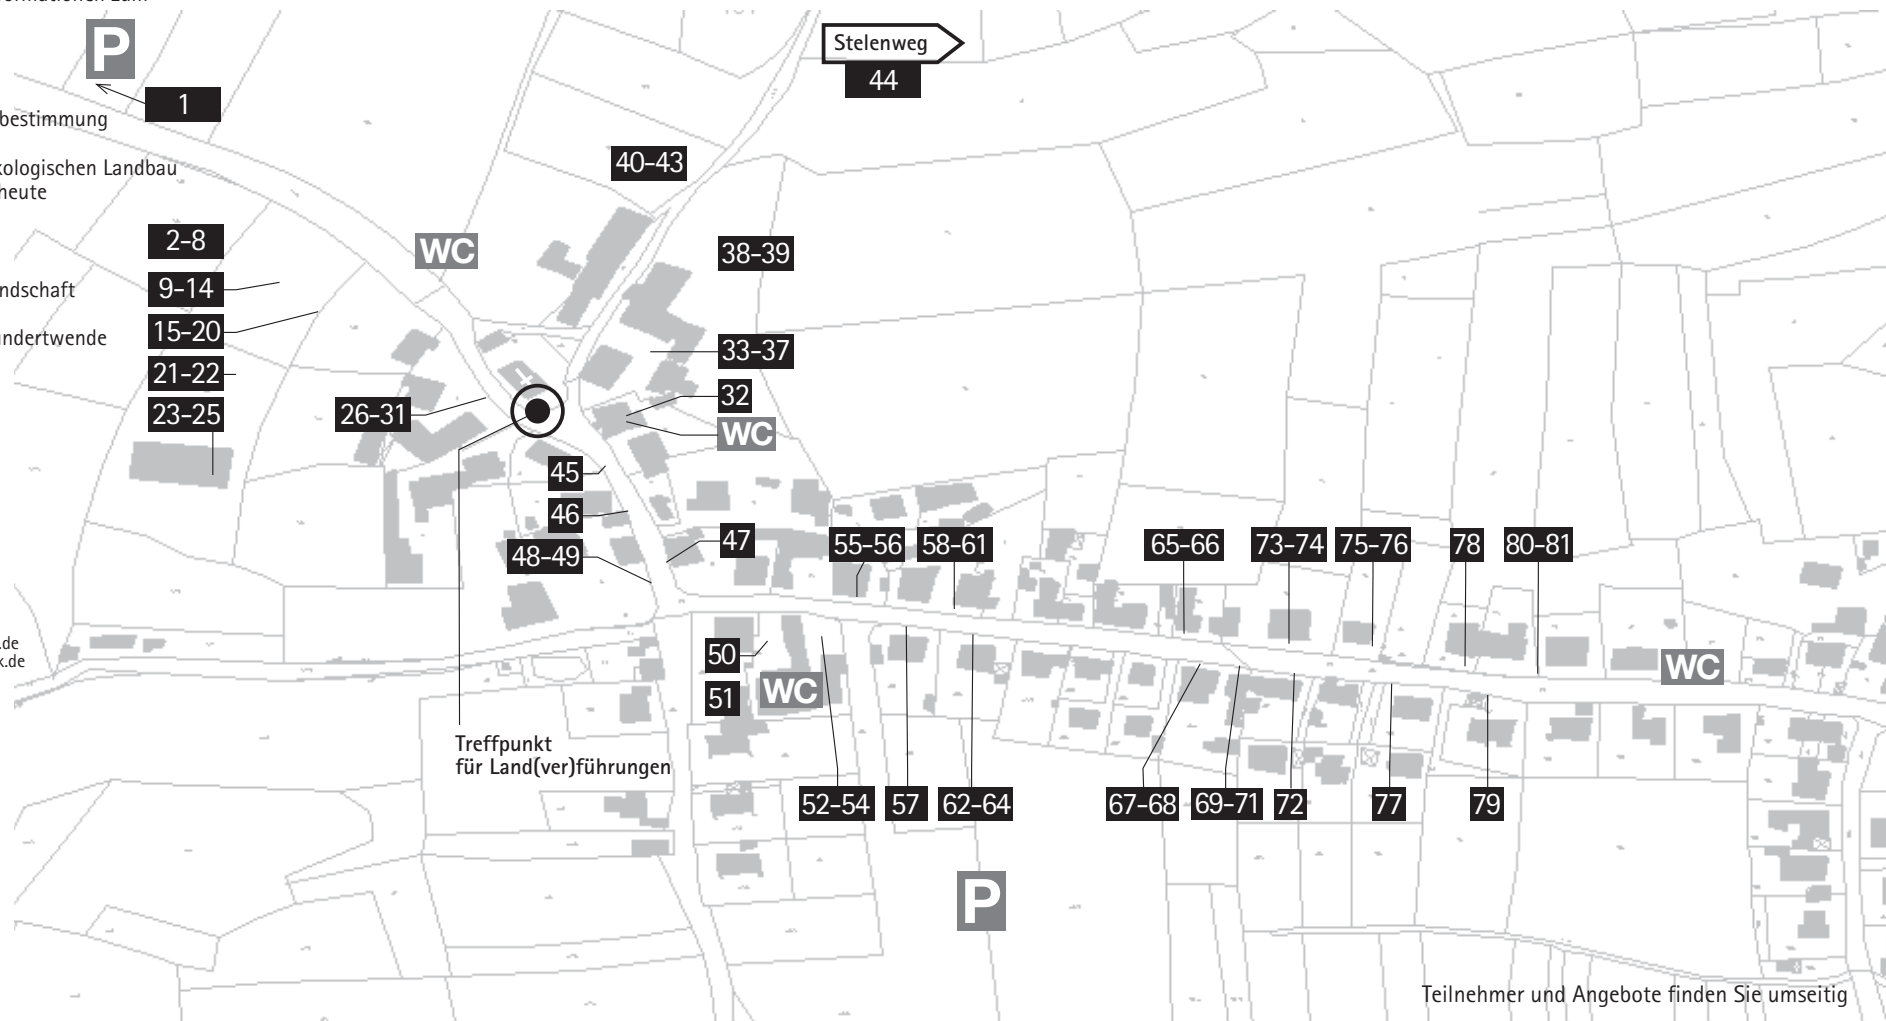 P
Stelenweg
44
1
bestimmung
kologischen Landbau
heute
40-43
2-8
WC
38-39
ndschaft
9-14
15-20
ndertwende
33-37
21-22
32
23-25
26-31
WC
45
46
47
48-49
55-56
58-61
65-66
73-74
75-76
78
80-81
.de
k.de
50
51
WC
WC
Treffpunkt
für Land(ver)führungen
52-54
57
62-64
67-68
69-71
72
77
79
P
Teilnehmer und Angebote finden Sie umseitig